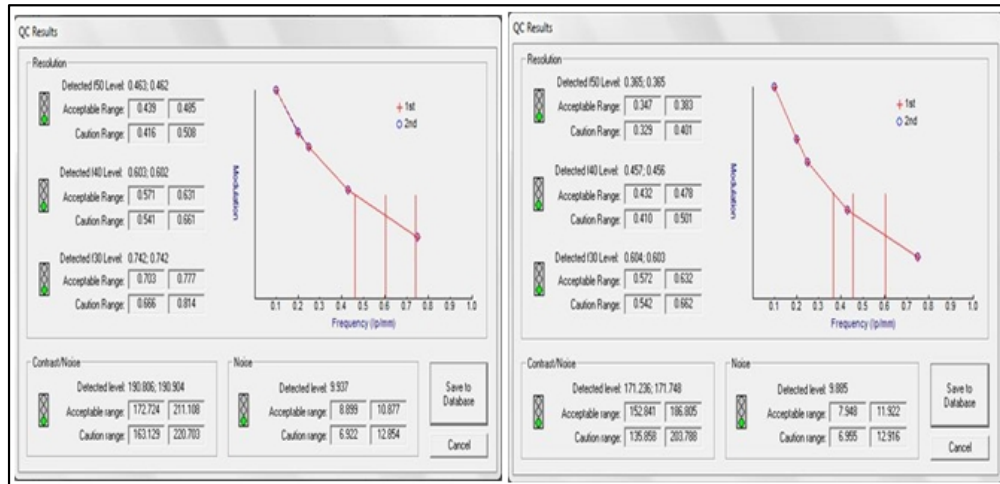 QC Results
Resolution
Detected f50 Level: 0.463; 0.462
Acceptable Range: 0.439 0.485
Caution Range: 0.416 0.508
Detected f40 Level: 0.603; 0.602
Acceptable Range: 0.571 0.631
Caution Range: 0.541 0.661
Detected f30 Level: 0.742; 0.742
Acceptable Range: 0.703 0.777
Caution Range: 0.666 0.814
1st
2nd
Modulation
0.1 0.2 0.3 0.4 0.5 0.6 0.7 0.8 0.9 1.0
Frequency (lp/mm)
Contrast/Noise
Detected level: 190.806; 190.904
Acceptable range: 172.724 211.108
Caution range: 163.129 220.703
Noise
Detected level: 9.937
Acceptable range: 8.899 10.877
Caution range: 6.922 12.854
Save to
Database
Cancel
QC Results
Resolution
Detected f50 Level: 0.365; 0.365
Acceptable Range: 0.347 0.383
Caution Range: 0.329 0.401
Detected f40 Level: 0.457; 0.456
Acceptable Range: 0.432 0.478
Caution Range: 0.410 0.501
Detected f30 Level: 0.604; 0.603
Acceptable Range: 0.572 0.632
Caution Range: 0.542 0.662
1st
2nd
Modulation
0.1 0.2 0.3 0.4 0.5 0.6 0.7 0.8 0.9 1.0
Frequency (lp/mm)
Contrast/Noise
Detected level: 171.236; 171.748
Acceptable range: 152.841 186.805
Caution range: 135.858 203.788
Noise
Detected level: 9.885
Acceptable range: 7.948 11.922
Caution range: 6.955 12.916
Save to
Database
Cancel